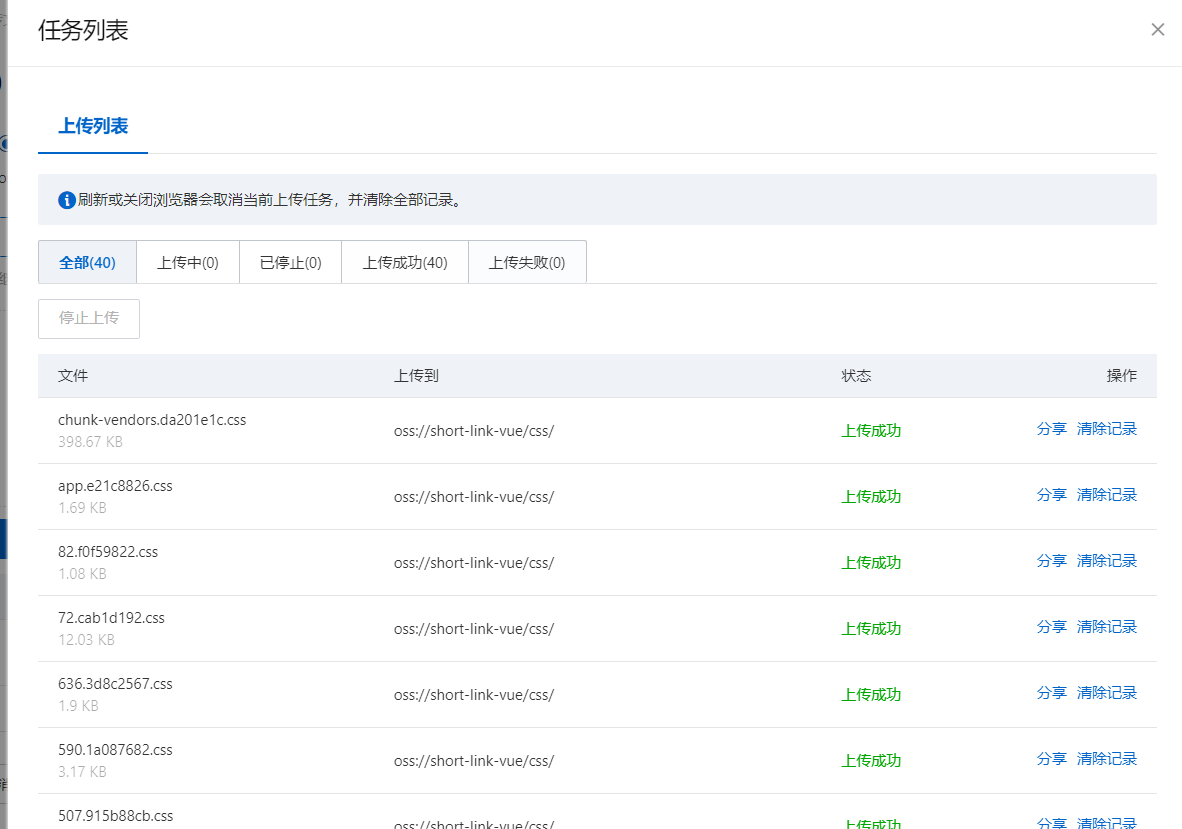 任务列表
上传列表
刷新或关闭浏览器会取消当前上传任务，并清除全部记录。
全部(40) 上传中(0) 已停止(0) 上传成功(40) 上传失败(0)
停止上传
文件 上传到 状态 操作
chunk-vendors.da201e1c.css
398.67 KB
oss://short-link-vue/css/ 上传成功 分享 清除记录
app.e21c8826.css
1.69 KB
oss://short-link-vue/css/ 上传成功 分享 清除记录
82.f0f59822.css
1.08 KB
oss://short-link-vue/css/ 上传成功 分享 清除记录
72.cab1d192.css
12.03 KB
oss://short-link-vue/css/ 上传成功 分享 清除记录
636.3d8c2567.css
1.9 KB
oss://short-link-vue/css/ 上传成功 分享 清除记录
590.1a087682.css
3.17 KB
oss://short-link-vue/css/ 上传成功 分享 清除记录
507.915b88cb.css
oss://short-link-vue/css/ 上传成功 分享 清除记录